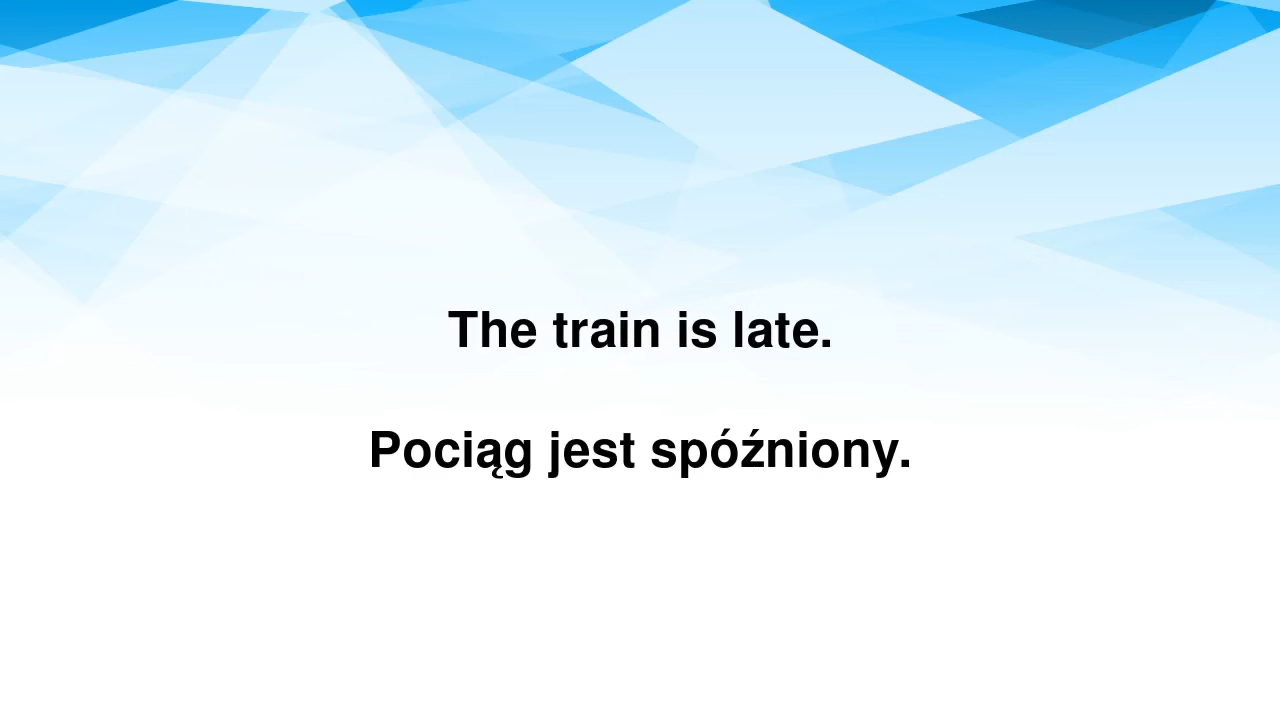 The train is late.
Pociąg jest spóźniony.